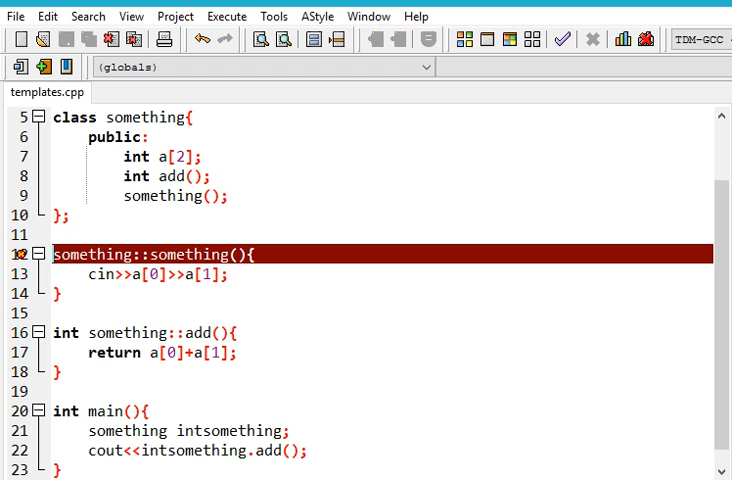 File Edit Search View Project Execute Tools AStyle Window Help
TDM-GCC
(globals)
templates.cpp
5 class something{
6 public:
7 int a[2];
8 int add();
9 something();
10 };
11
12 something::something(){
13 cin>>a[0]>>a[1];
14 }
15
16 int something::add(){
17 return a[0]+a[1];
18 }
19
20 int main(){
21 something intsomething;
22 cout<<intsomething.add();
23 }